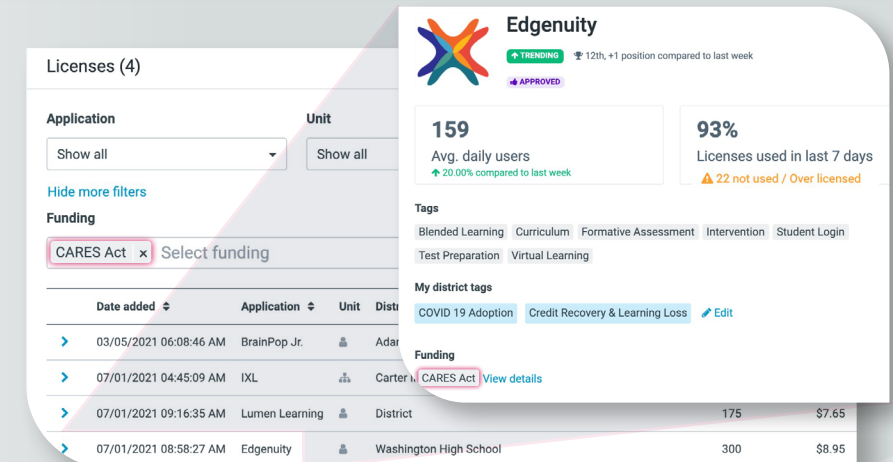 Licenses (4)
Application
Unit
Show all
Show all
Hide more filters
Funding
CARES Act × Select funding
Date added Application Unit
03/05/2021 06:08:46 AM BrainPop Jr.
07/01/2021 04:45:09 AM IXL Carter
07/01/2021 09:16:35 AM Lumen Learning District 175 $7.65
07/01/2021 08:58:27 AM Edgenuity Washington High School 300 $8.95
Edgenuity
TRENDING 12th, +1 position compared to last week
APPROVED
159
Avg. daily users
20.00% compared to last week
93%
Licenses used in last 7 days
22 not used / Over licensed
Tags
Blended Learning Curriculum Formative Assessment Intervention Student Login
Test Preparation Virtual Learning
My district tags
COVID 19 Adoption Credit Recovery & Learning Loss Edit
Funding
CARES Act View details